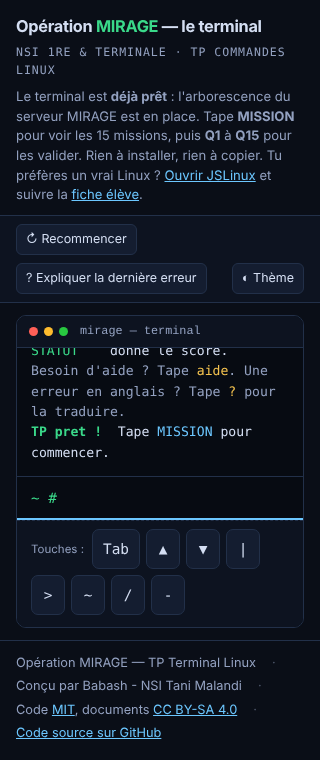 Opération MIRAGE — le terminal
NSI 1RE & TERMINALE · TP COMMANDES
LINUX
Le terminal est déjà prêt : l'arborescence du
serveur MIRAGE est en place. Tape MISSION
pour voir les 15 missions, puis Q1 à Q15 pour
les valider. Rien à installer, rien à copier. Tu
préfères un vrai Linux ? Ouvrir JSLinux et
suivre la fiche élève.
↻ Recommencer
? Expliquer la dernière erreur
◐ Thème
mirage — terminal
STATUT donne le score.
Besoin d'aide ? Tape aide. Une
erreur en anglais ? Tape ? pour
la traduire.
TP pret ! Tape MISSION pour
commencer.
~ #
Touches : Tab ▲ ▼ |
> ~ / -
Opération MIRAGE — TP Terminal Linux ·
Conçu par Babash - NSI Tani Malandi ·
Code MIT, documents CC BY-SA 4.0 ·
Code source sur GitHub